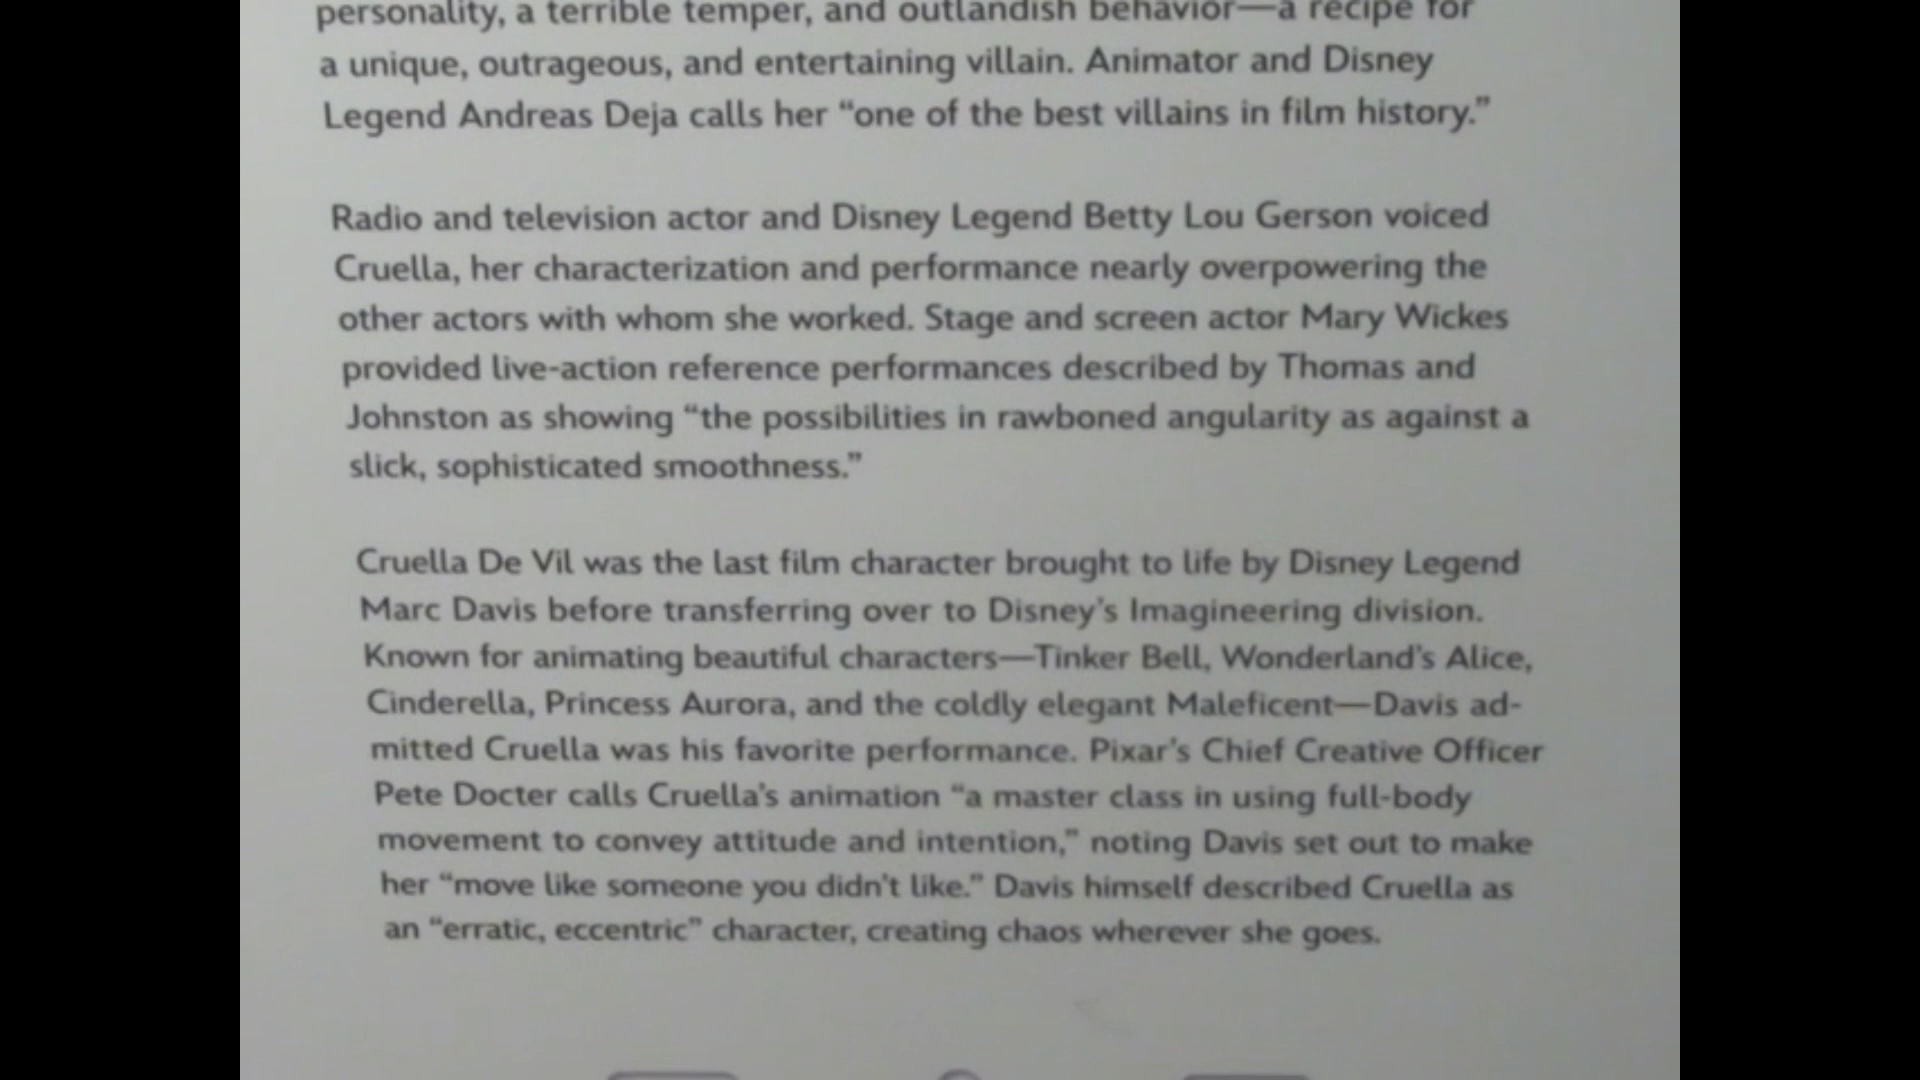 personality, a terrible temper, and outlandish behavior—a recipe for
a unique, outrageous, and entertaining villain. Animator and Disney
Legend Andreas Deja calls her “one of the best villains in film history.”
Radio and television actor and Disney Legend Betty Lou Gerson voiced
Cruella, her characterization and performance nearly overpowering the
other actors with whom she worked. Stage and screen actor Mary Wickes
provided live-action reference performances described by Thomas and
Johnston as showing “the possibilities in rawboned angularity as against a
slick, sophisticated smoothness.”
Cruella De Vil was the last film character brought to life by Disney Legend
Marc Davis before transferring over to Disney’s Imagineering division.
Known for animating beautiful characters—Tinker Bell, Wonderland’s Alice,
Cinderella, Princess Aurora, and the coldly elegant Maleficent—Davis ad-
mitted Cruella was his favorite performance. Pixar’s Chief Creative Officer
Pete Docter calls Cruella’s animation “a master class in using full-body
movement to convey attitude and intention,” noting Davis set out to make
her “move like someone you didn’t like.” Davis himself described Cruella as
an “erratic, eccentric” character, creating chaos wherever she goes.